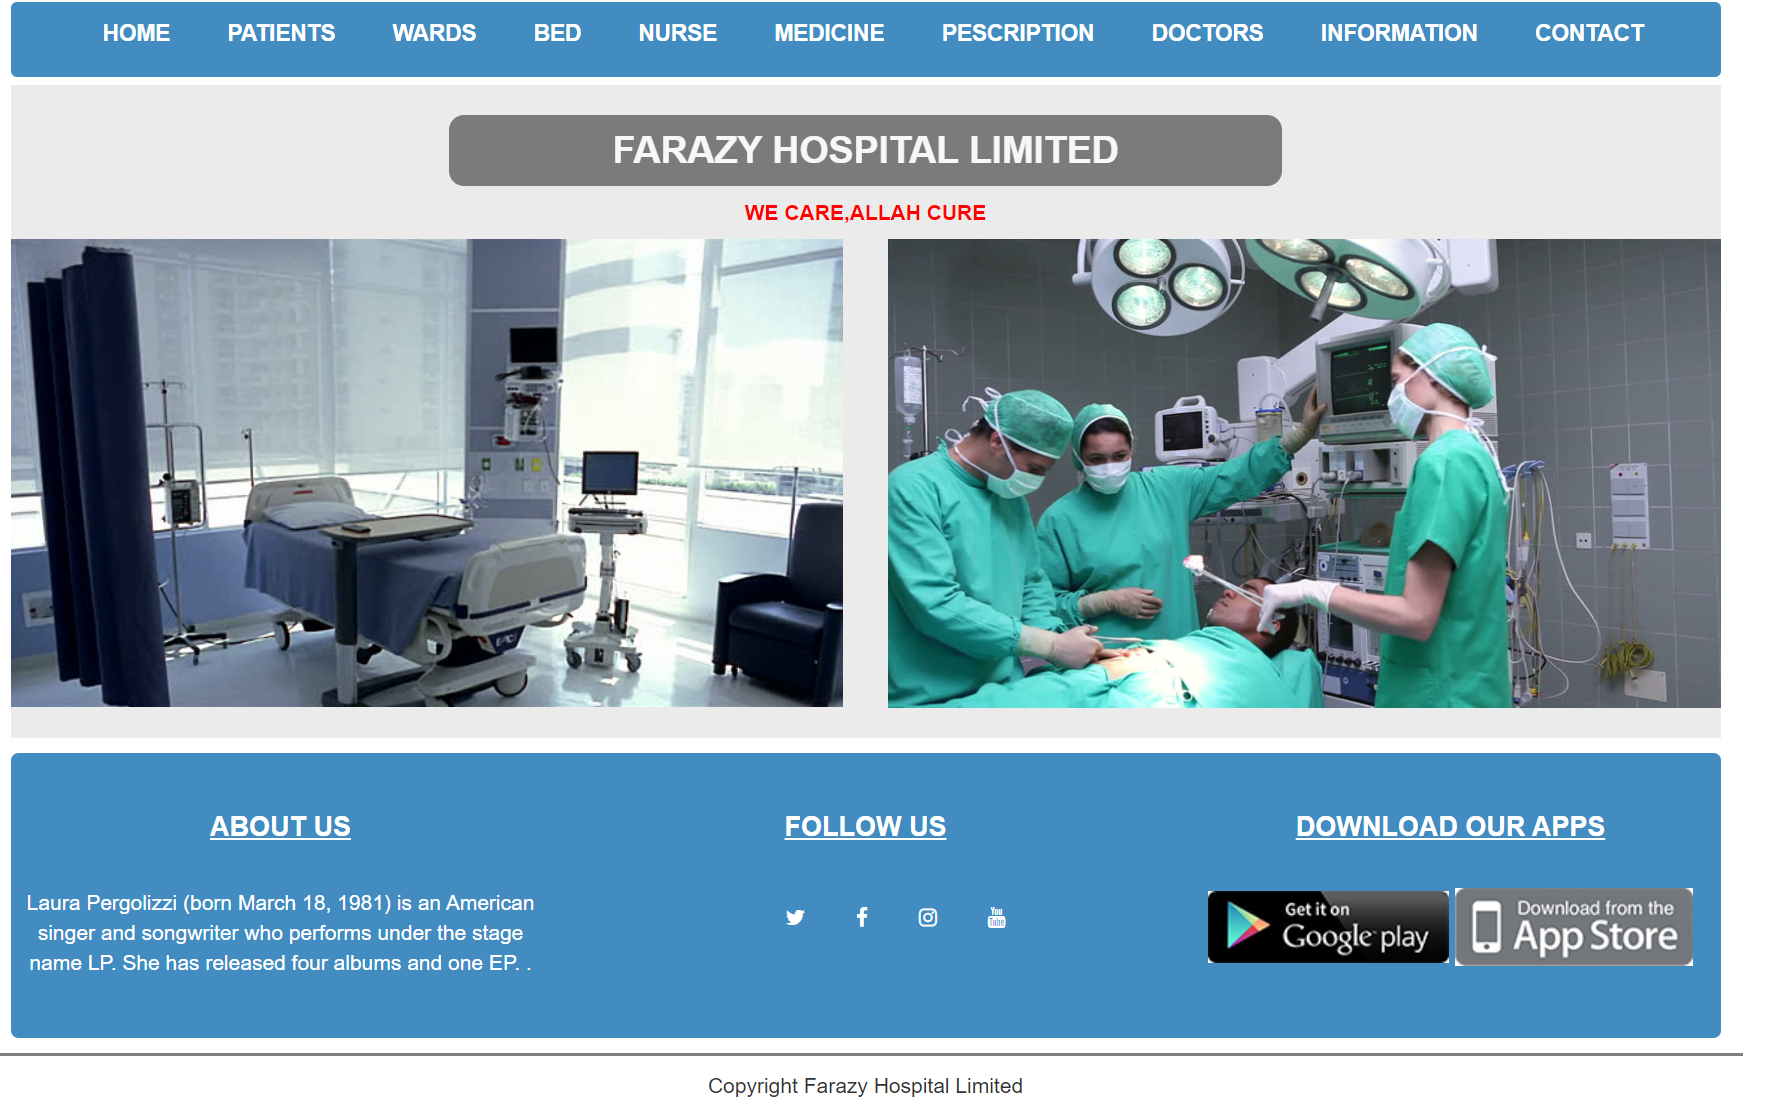 HOME PATIENTS WARDS BED NURSE MEDICINE PESCRIPTION DOCTORS INFORMATION CONTACT
FARAZY HOSPITAL LIMITED
WE CARE,ALLAH CURE
ABOUT US
Laura Pergolizzi (born March 18, 1981) is an American
singer and songwriter who performs under the stage
name LP. She has released four albums and one EP. .
FOLLOW US
You
Tube
DOWNLOAD OUR APPS
Get it on
Google play
Download from the
App Store
Copyright Farazy Hospital Limited